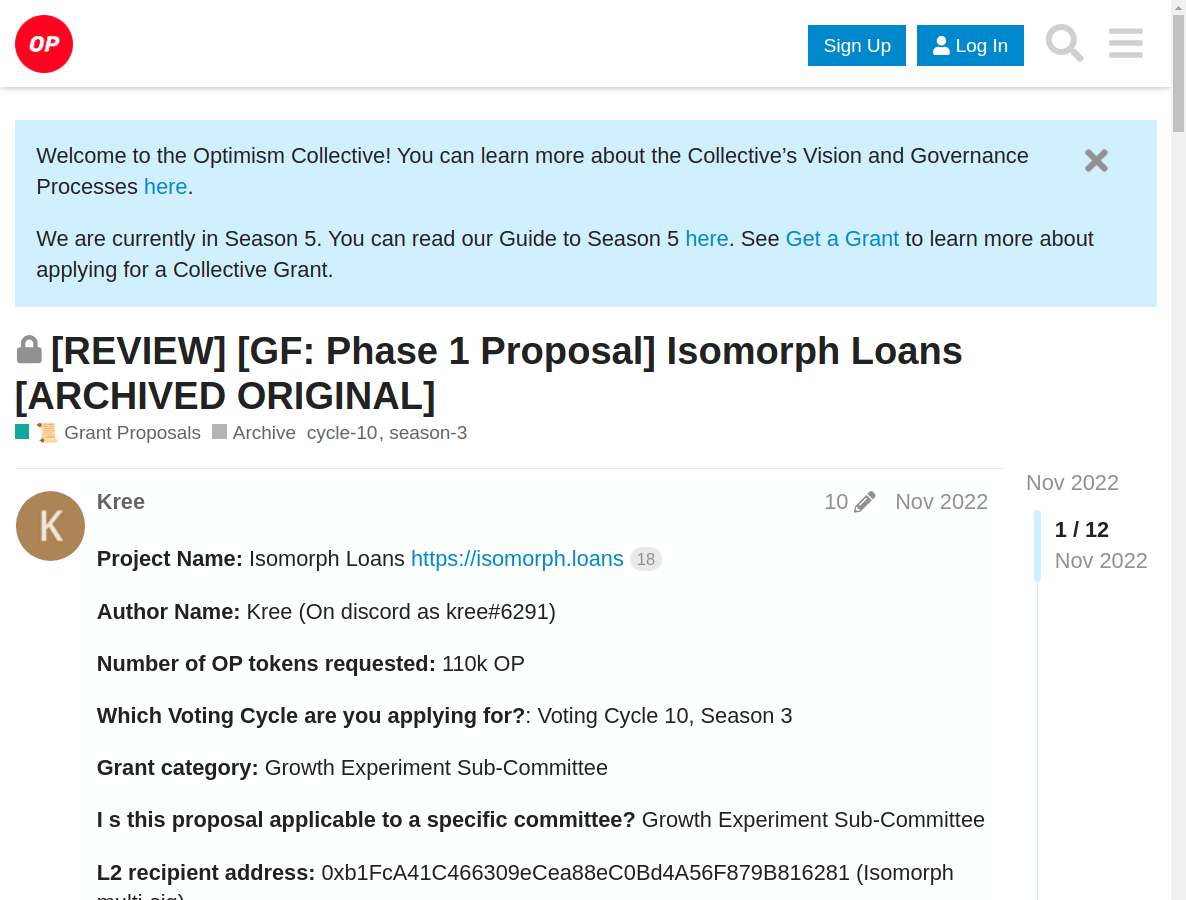 OP
Sign Up
Log In
Welcome to the Optimism Collective! You can learn more about the Collective’s Vision and Governance
Processes here.
We are currently in Season 5. You can read our Guide to Season 5 here. See Get a Grant to learn more about
applying for a Collective Grant.
[REVIEW] [GF: Phase 1 Proposal] Isomorph Loans
[ARCHIVED ORIGINAL]
Grant Proposals Archive cycle-10, season-3
Nov 2022
K
Kree 10 Nov 2022
1 / 12
Nov 2022
Project Name: Isomorph Loans https://isomorph.loans 18
Author Name: Kree (On discord as kree#6291)
Number of OP tokens requested: 110k OP
Which Voting Cycle are you applying for?: Voting Cycle 10, Season 3
Grant category: Growth Experiment Sub-Committee
I s this proposal applicable to a specific committee? Growth Experiment Sub-Committee
L2 recipient address: 0xb1FcA41C466309eCea88eC0Bd4A56F879B816281 (Isomorph
multi sig)